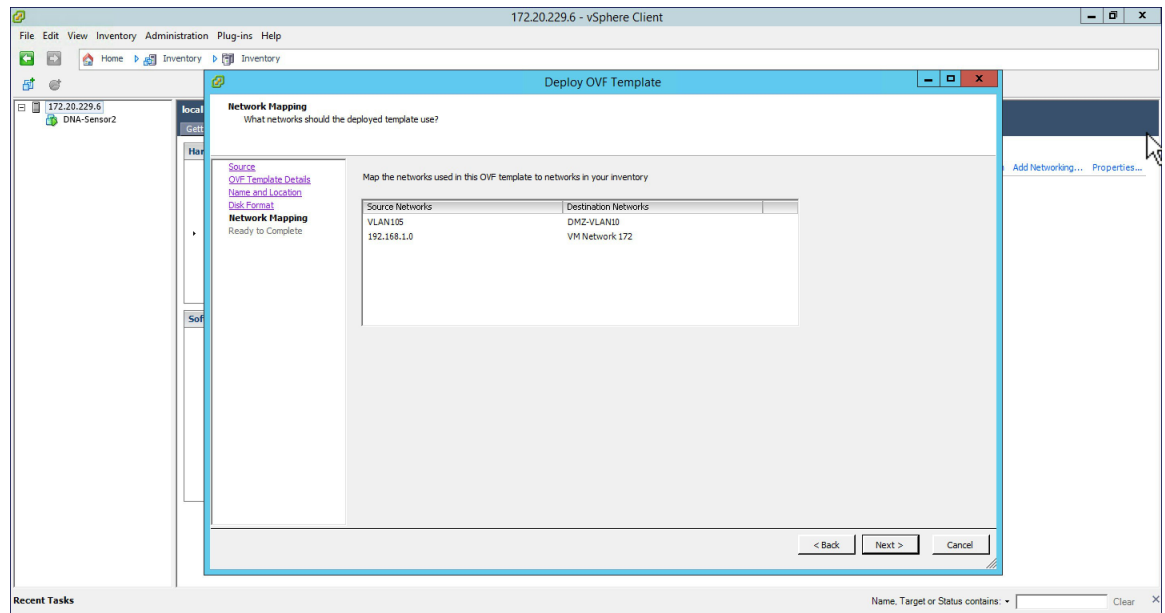 172.20.229.6 - vSphere Client
File Edit View Inventory Administration Plug-ins Help
Home Inventory Inventory
Deploy OVF Template
172.20.229.6
DNA-Sensor2
local
Gett
Har
Sof
Network Mapping
What networks should the deployed template use?
Add Networking... Properties...
Source
OVF Template Details
Name and Location
Disk Format
Network Mapping
Ready to Complete
Map the networks used in this OVF template to networks in your inventory
Source Networks Destination Networks
VLAN105 DMZ-VLAN10
192.168.1.0 VM Network 172
< Back Next > Cancel
Recent Tasks Name, Target or Status contains: Clear